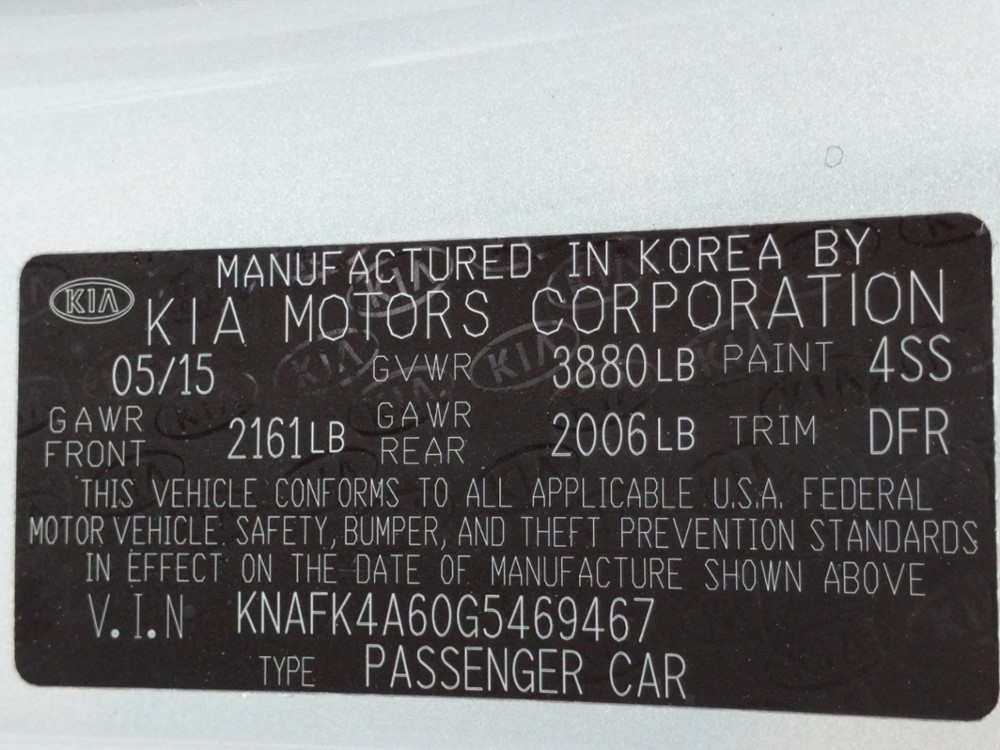 MANUFACTURED IN KOREA BY
KIA KIA MOTORS CORPORATION
05/15 GVWR 3880LB PAINT 4SS
GAWR FRONT 2161LB GAWR REAR 2006LB TRIM DFR
THIS VEHICLE CONFORMS TO ALL APPLICABLE U.S.A. FEDERAL
MOTOR VEHICLE SAFETY, BUMPER, AND THEFT PREVENTION STANDARDS
IN EFFECT ON THE DATE OF MANUFACTURE SHOWN ABOVE
V.I.N KNAFK4A60G5469467
TYPE PASSENGER CAR